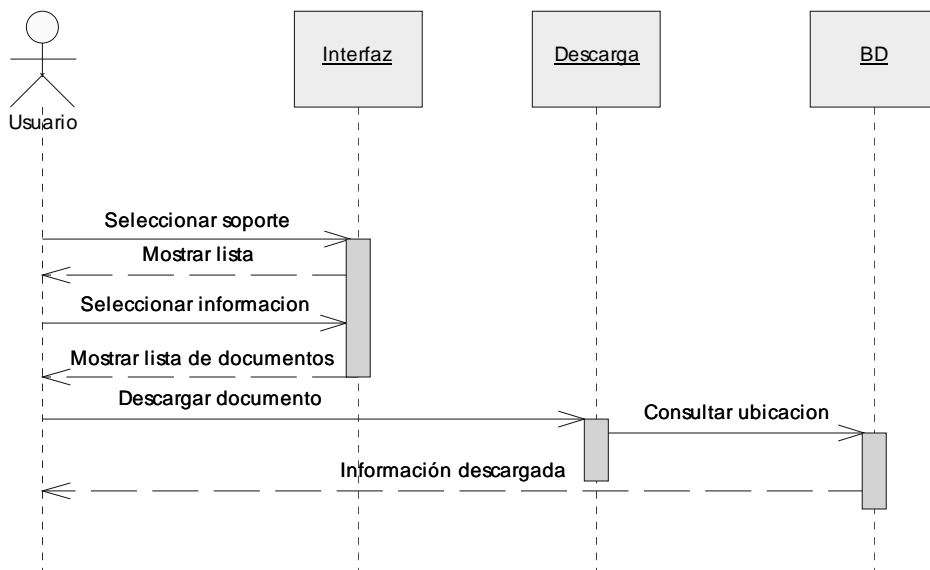 Interfaz
Descarga
BD
Usuario
Seleccionar soporte
Mostrar lista
Seleccionar informacion
Mostrar lista de documentos
Descargar documento
Consultar ubicacion
Información descargada